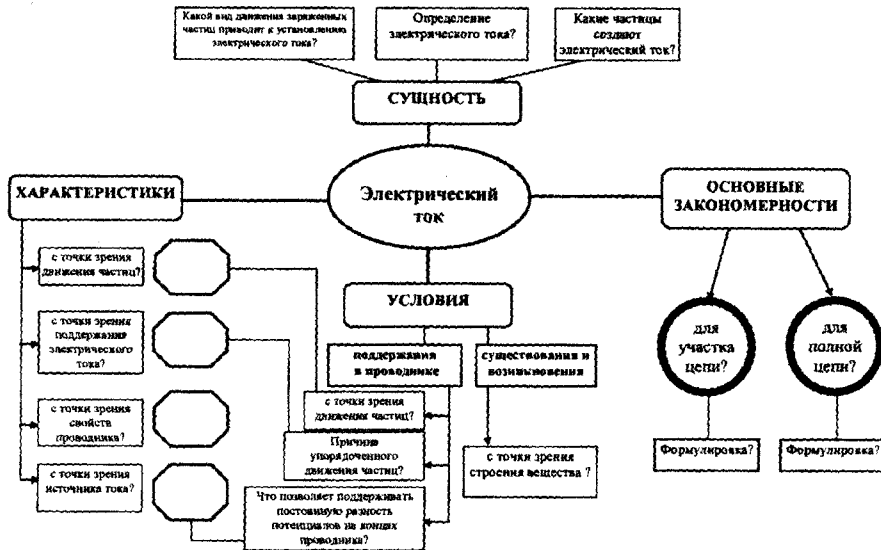 Какой вид движения заряженных
частиц приводит к установлению
электрического тока?
Определение
электрического тока?
Какие частицы
создают
электрический ток?
СУЩНОСТЬ
Электрический
ток
ХАРАКТЕРИСТИКИ
с точки зрения
движения частиц?
с точки зрения
поддержания
электрического
тока?
с точки зрения
свойств
проводника?
с точки зрения
источника тока?
УСЛОВИЯ
поддержания
в проводнике
существования и
возникновения
с точки зрения
движения частиц?
Причина
упорядоченного
движения частиц?
Что позволяет поддерживать
постоянную разность
потенциалов на концах
проводника?
с точки зрения
строения вещества ?
ОСНОВНЫЕ
ЗАКОНОМЕРНОСТИ
для
участка
цепи?
для
полной
цепи?
Формулировка?
Формулировка?